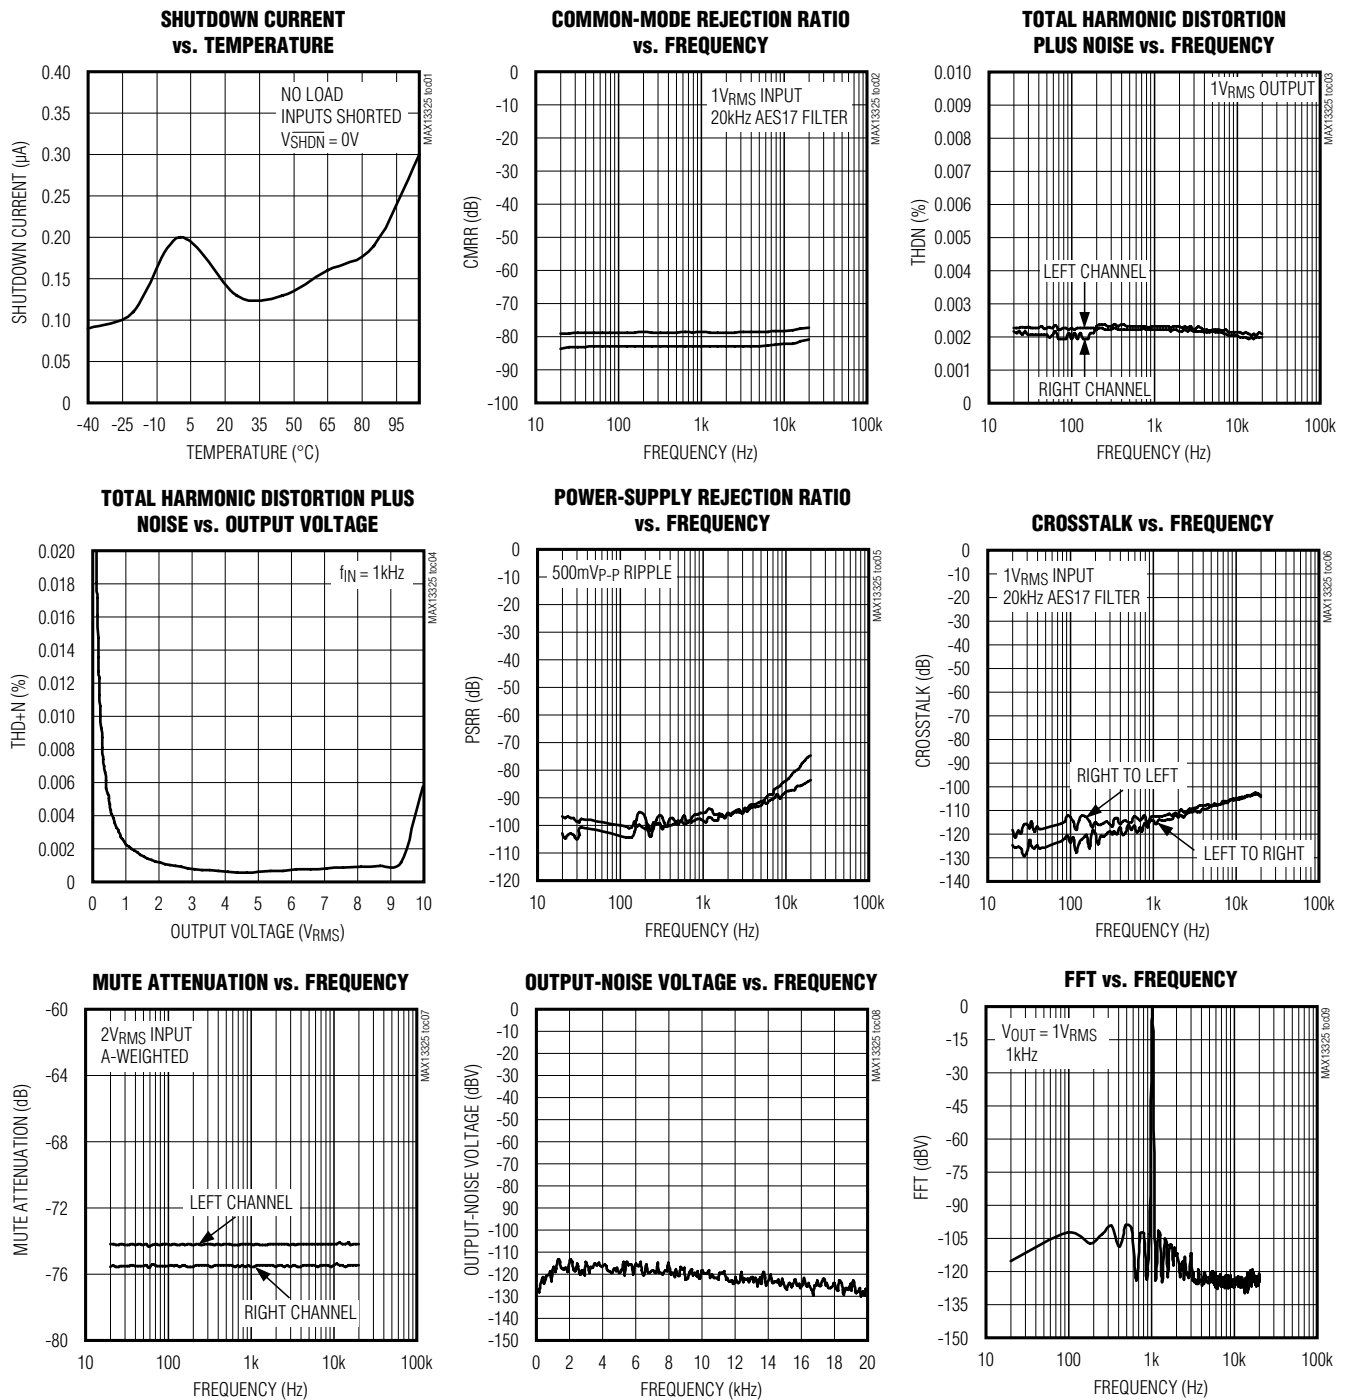 SHUTDOWN CURRENT
vs. TEMPERATURE
0.40
0.35
0.30
0.25
0.20
0.15
0.10
0.05
0
SHUTDOWN CURRENT (µA)
NO LOAD
INPUTS SHORTED
VSHDN = 0V
MAX13325 toc01
-40 -25 -10 5 20 35 50 65 80 95
TEMPERATURE (°C)
COMMON-MODE REJECTION RATIO
vs. FREQUENCY
0
-10
-20
-30
-40
-50
-60
-70
-80
-90
-100
CMRR (dB)
1VRMS INPUT
20kHz AES17 FILTER
MAX13325 toc02
10 100 1k 10k 100k
FREQUENCY (Hz)
TOTAL HARMONIC DISTORTION
PLUS NOISE vs. FREQUENCY
0.010
0.009
0.008
0.007
0.006
0.005
0.004
0.003
0.002
0.001
0
THDN (%)
1VRMS OUTPUT
LEFT CHANNEL
RIGHT CHANNEL
MAX13325 toc03
10 100 1k 10k 100k
FREQUENCY (Hz)
TOTAL HARMONIC DISTORTION PLUS
NOISE vs. OUTPUT VOLTAGE
0.020
0.018
0.016
0.014
0.012
0.010
0.008
0.006
0.004
0.002
0
THD+N (%)
fIN = 1kHz
MAX13325 toc04
0 1 2 3 4 5 6 7 8 9 10
OUTPUT VOLTAGE (VRMS)
POWER-SUPPLY REJECTION RATIO
vs. FREQUENCY
0
-10
-20
-30
-40
-50
-60
-70
-80
-90
-100
-110
-120
PSRR (dB)
500mVP-P RIPPLE
MAX13325 toc05
10 100 1k 10k 100k
FREQUENCY (Hz)
CROSSTALK vs. FREQUENCY
0
-10
-20
-30
-40
-50
-60
-70
-80
-90
-100
-110
-120
-130
-140
CROSSTALK (dB)
1VRMS INPUT
20kHz AES17 FILTER
RIGHT TO LEFT
LEFT TO RIGHT
MAX13325 toc06
10 100 1k 10k 100k
FREQUENCY (Hz)
MUTE ATTENUATION vs. FREQUENCY
-60
-64
-68
-72
-76
-80
MUTE ATTENUATION (dB)
2VRMS INPUT
A-WEIGHTED
LEFT CHANNEL
RIGHT CHANNEL
MAX13325 toc07
10 100 1k 10k 100k
FREQUENCY (Hz)
OUTPUT-NOISE VOLTAGE vs. FREQUENCY
0
-10
-20
-30
-40
-50
-60
-70
-80
-90
-100
-110
-120
-130
-140
-150
OUTPUT-NOISE VOLTAGE (dBV)
MAX13325 toc08
0 2 4 6 8 10 12 14 16 18 20
FREQUENCY (kHz)
FFT vs. FREQUENCY
0
-15
-30
-45
-60
-75
-90
-105
-120
-135
-150
FFT (dBV)
VOUT = 1VRMS
1kHz
MAX13325 toc09
10 100 1k 10k 100k
FREQUENCY (Hz)